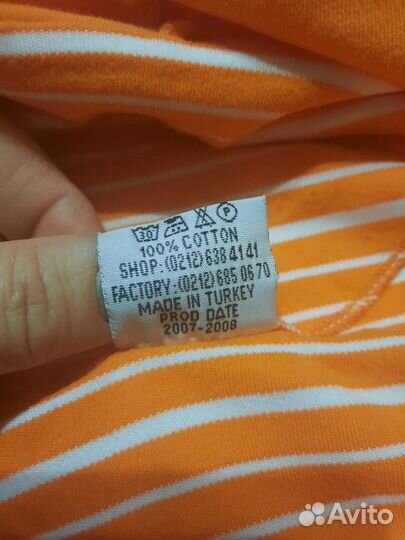 30 P
100% COTTON
SHOP:(0212)638 41 41
FACTORY:(0212)685 06 70
MADE IN TURKEY
PROD DATE
2007-2008
Avito